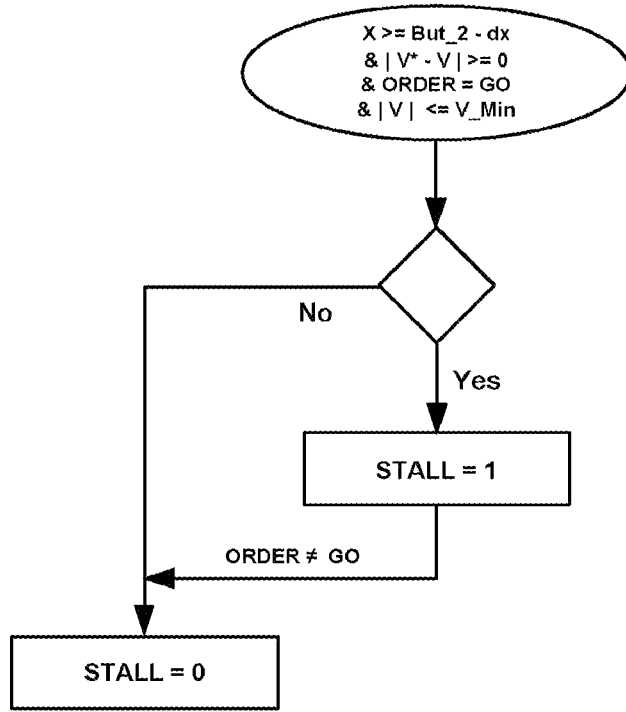 X >= But_2 - dx
& | V* - V | >= 0
& ORDER = GO
& | V | <= V_Min
No
Yes
STALL = 1
ORDER ≠ GO
STALL = 0